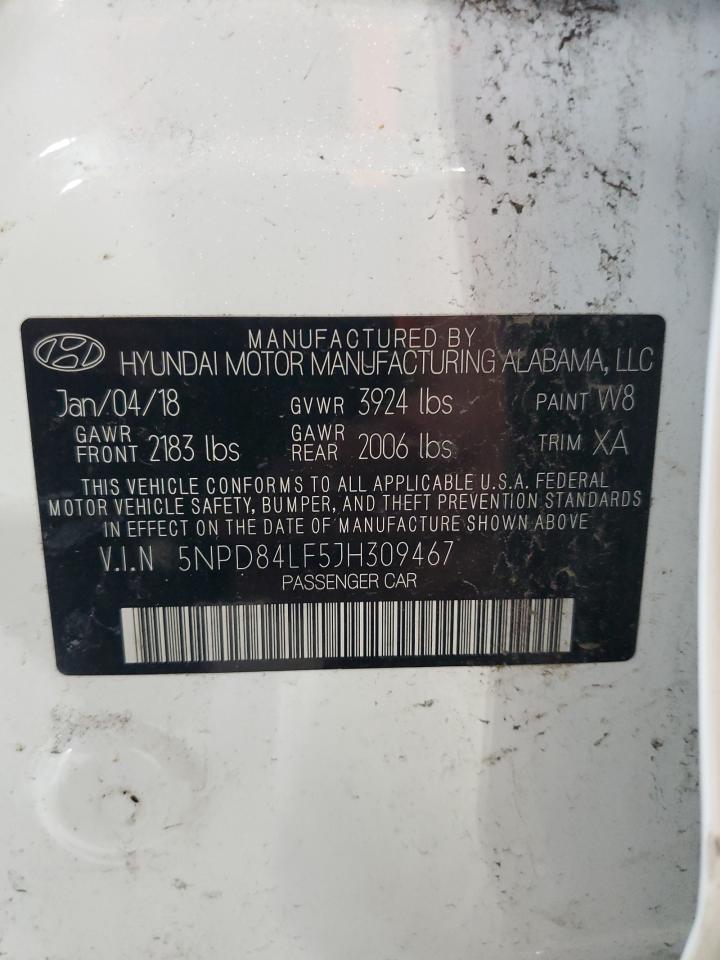 MANUFACTURED BY
HYUNDAI MOTOR MANUFACTURING ALABAMA, LLC
Jan/04/18 GVWR 3924 lbs PAINT W8
GAWR FRONT 2183 lbs GAWR REAR 2006 lbs TRIM XA
THIS VEHICLE CONFORMS TO ALL APPLICABLE U.S.A. FEDERAL
MOTOR VEHICLE SAFETY, BUMPER, AND THEFT PREVENTION STANDARDS
IN EFFECT ON THE DATE OF MANUFACTURE SHOWN ABOVE.
V.I.N 5NPD84LF5JH309467
PASSENGER CAR